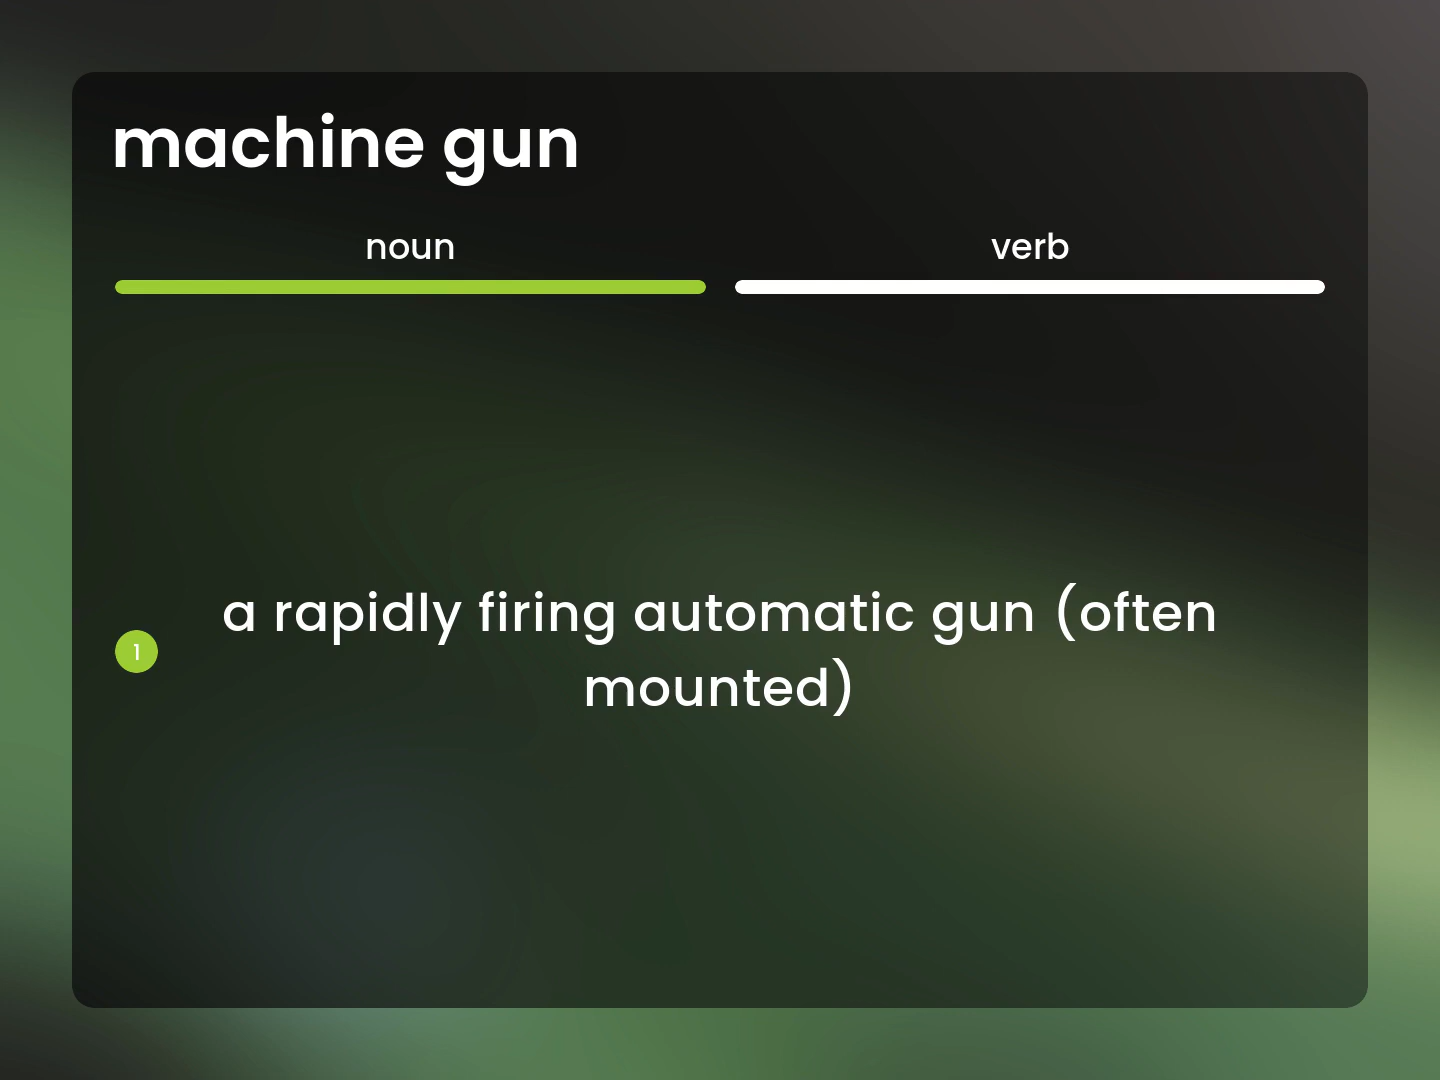 machine gun
noun
verb
1
a rapidly firing automatic gun (often
mounted)